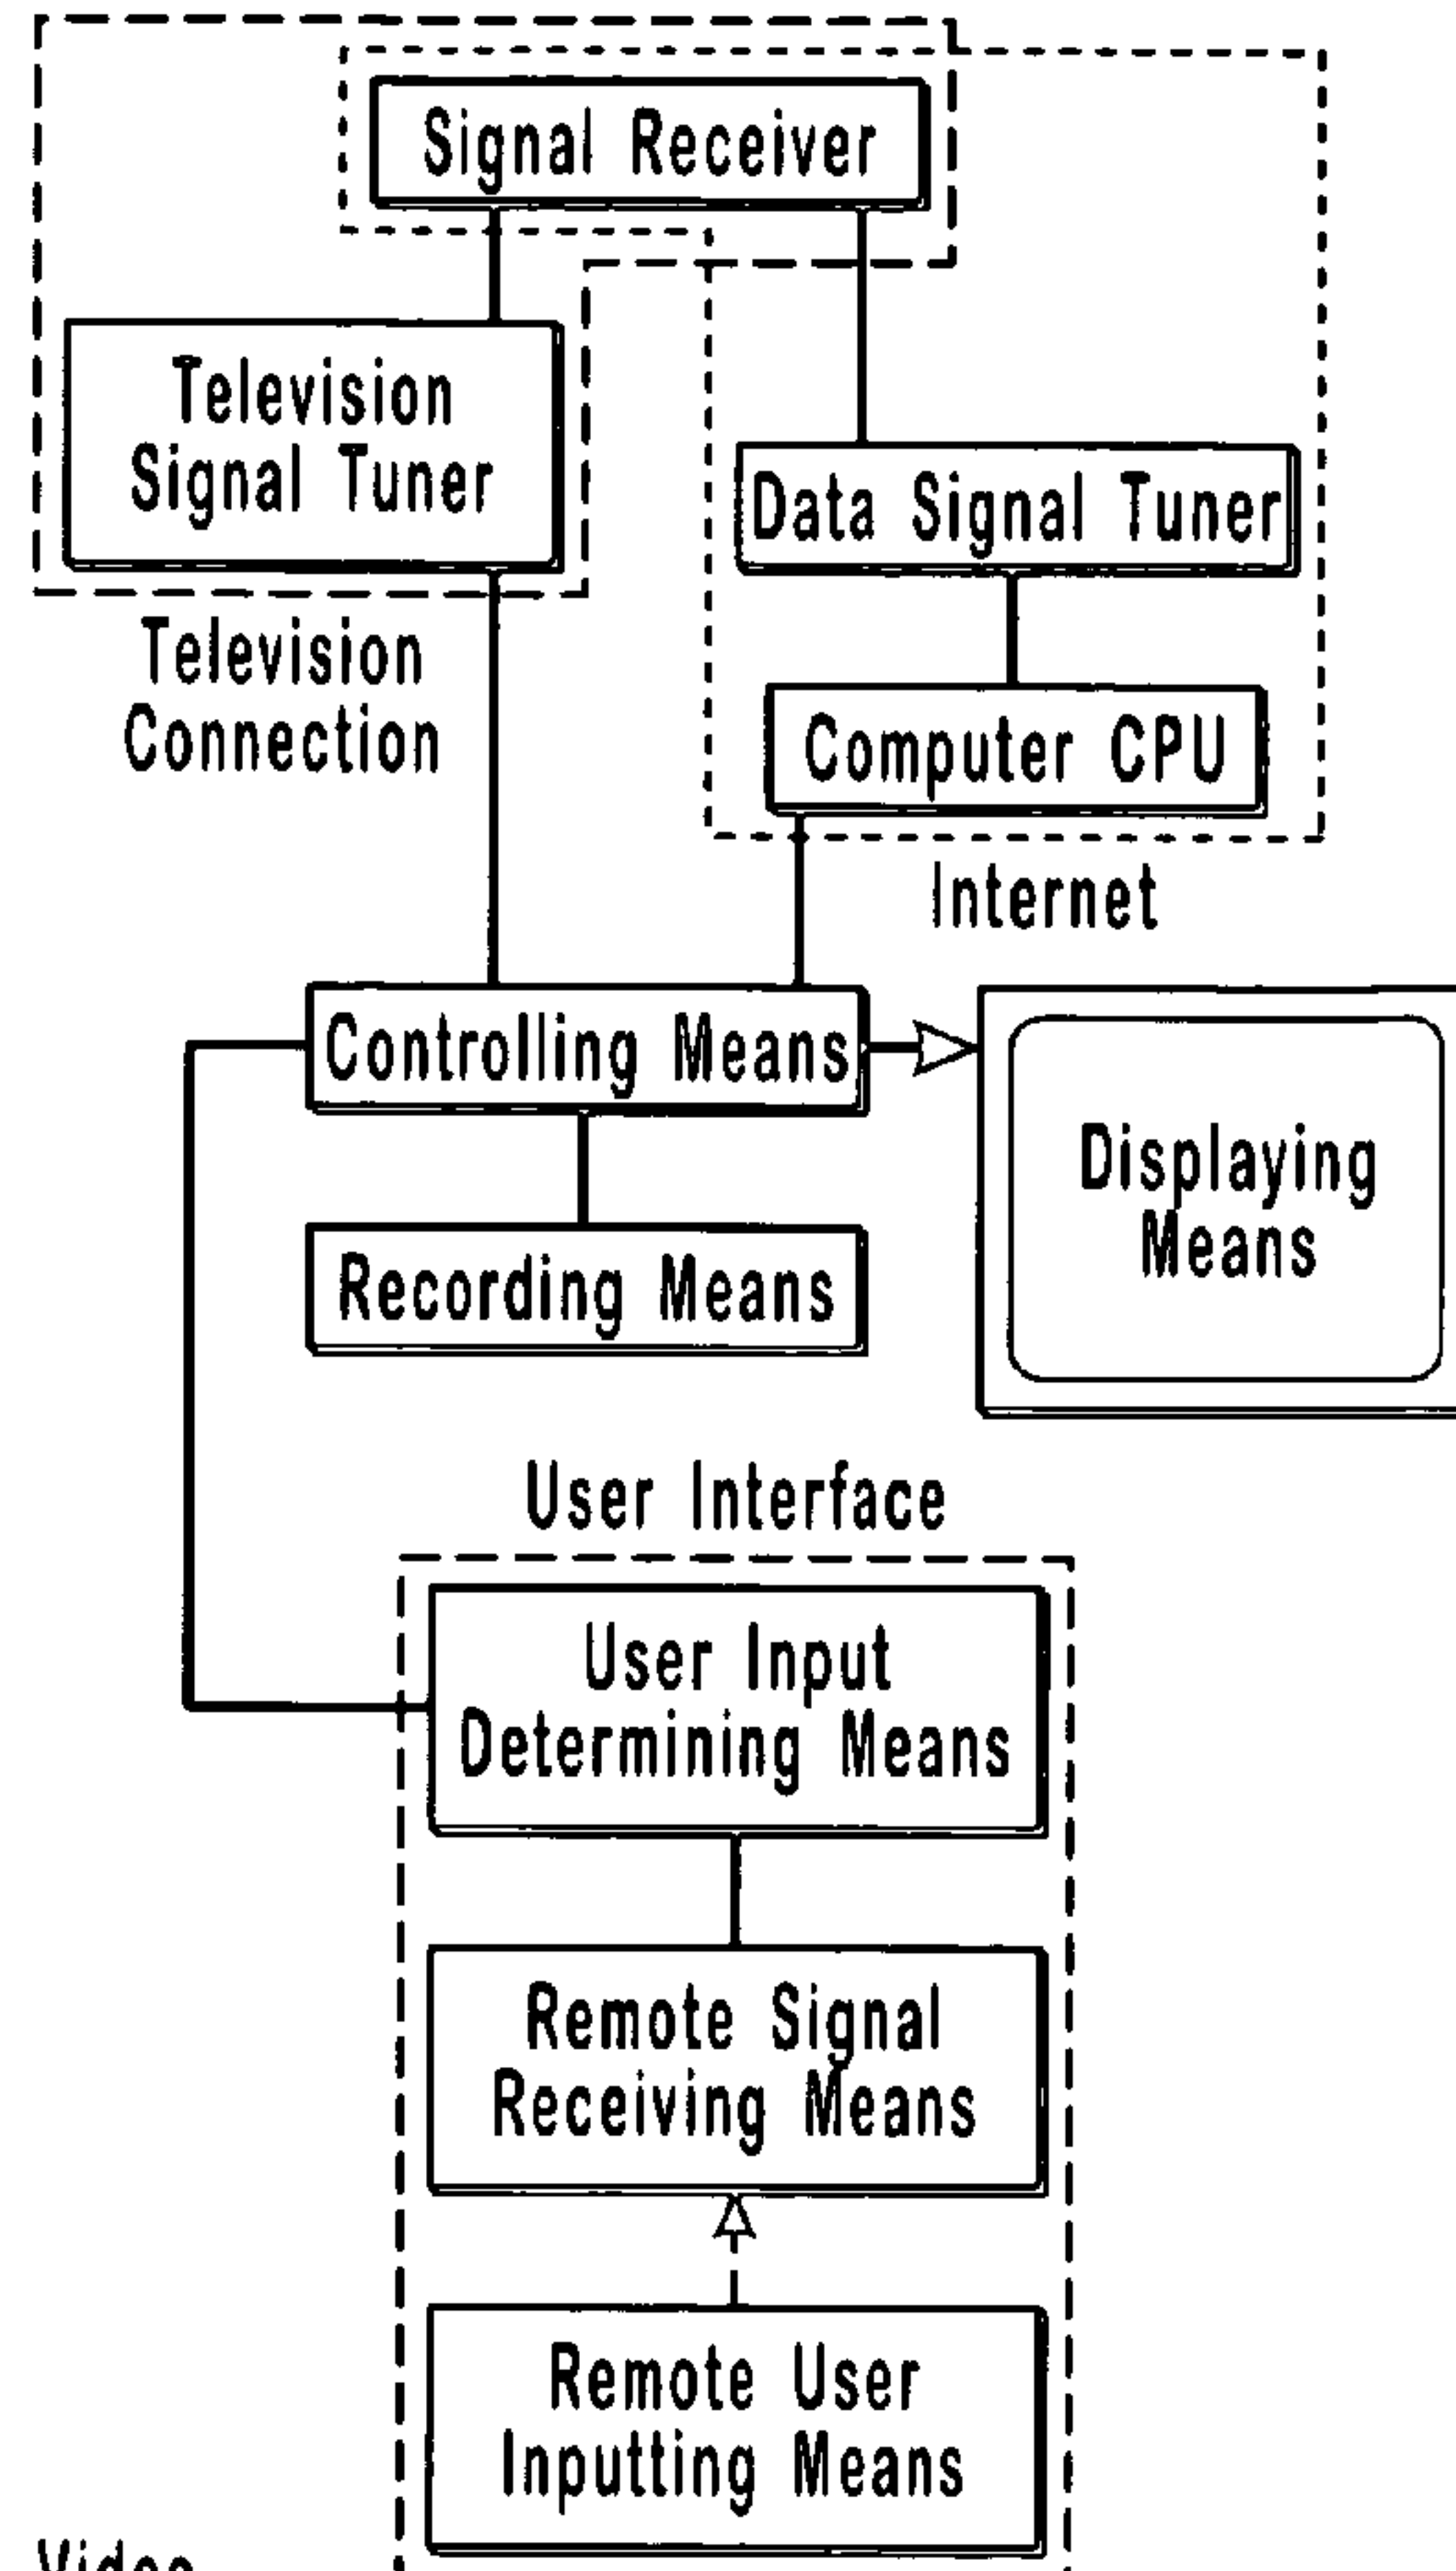 Signal Receiver
Television
Signal Tuner
Data Signal Tuner
Television
Connection
Computer CPU
Internet
Controlling Means
Displaying
Means
Recording Means
User Interface
User Input
Determining Means
Remote Signal
Receiving Means
Remote User
Inputting Means
Video